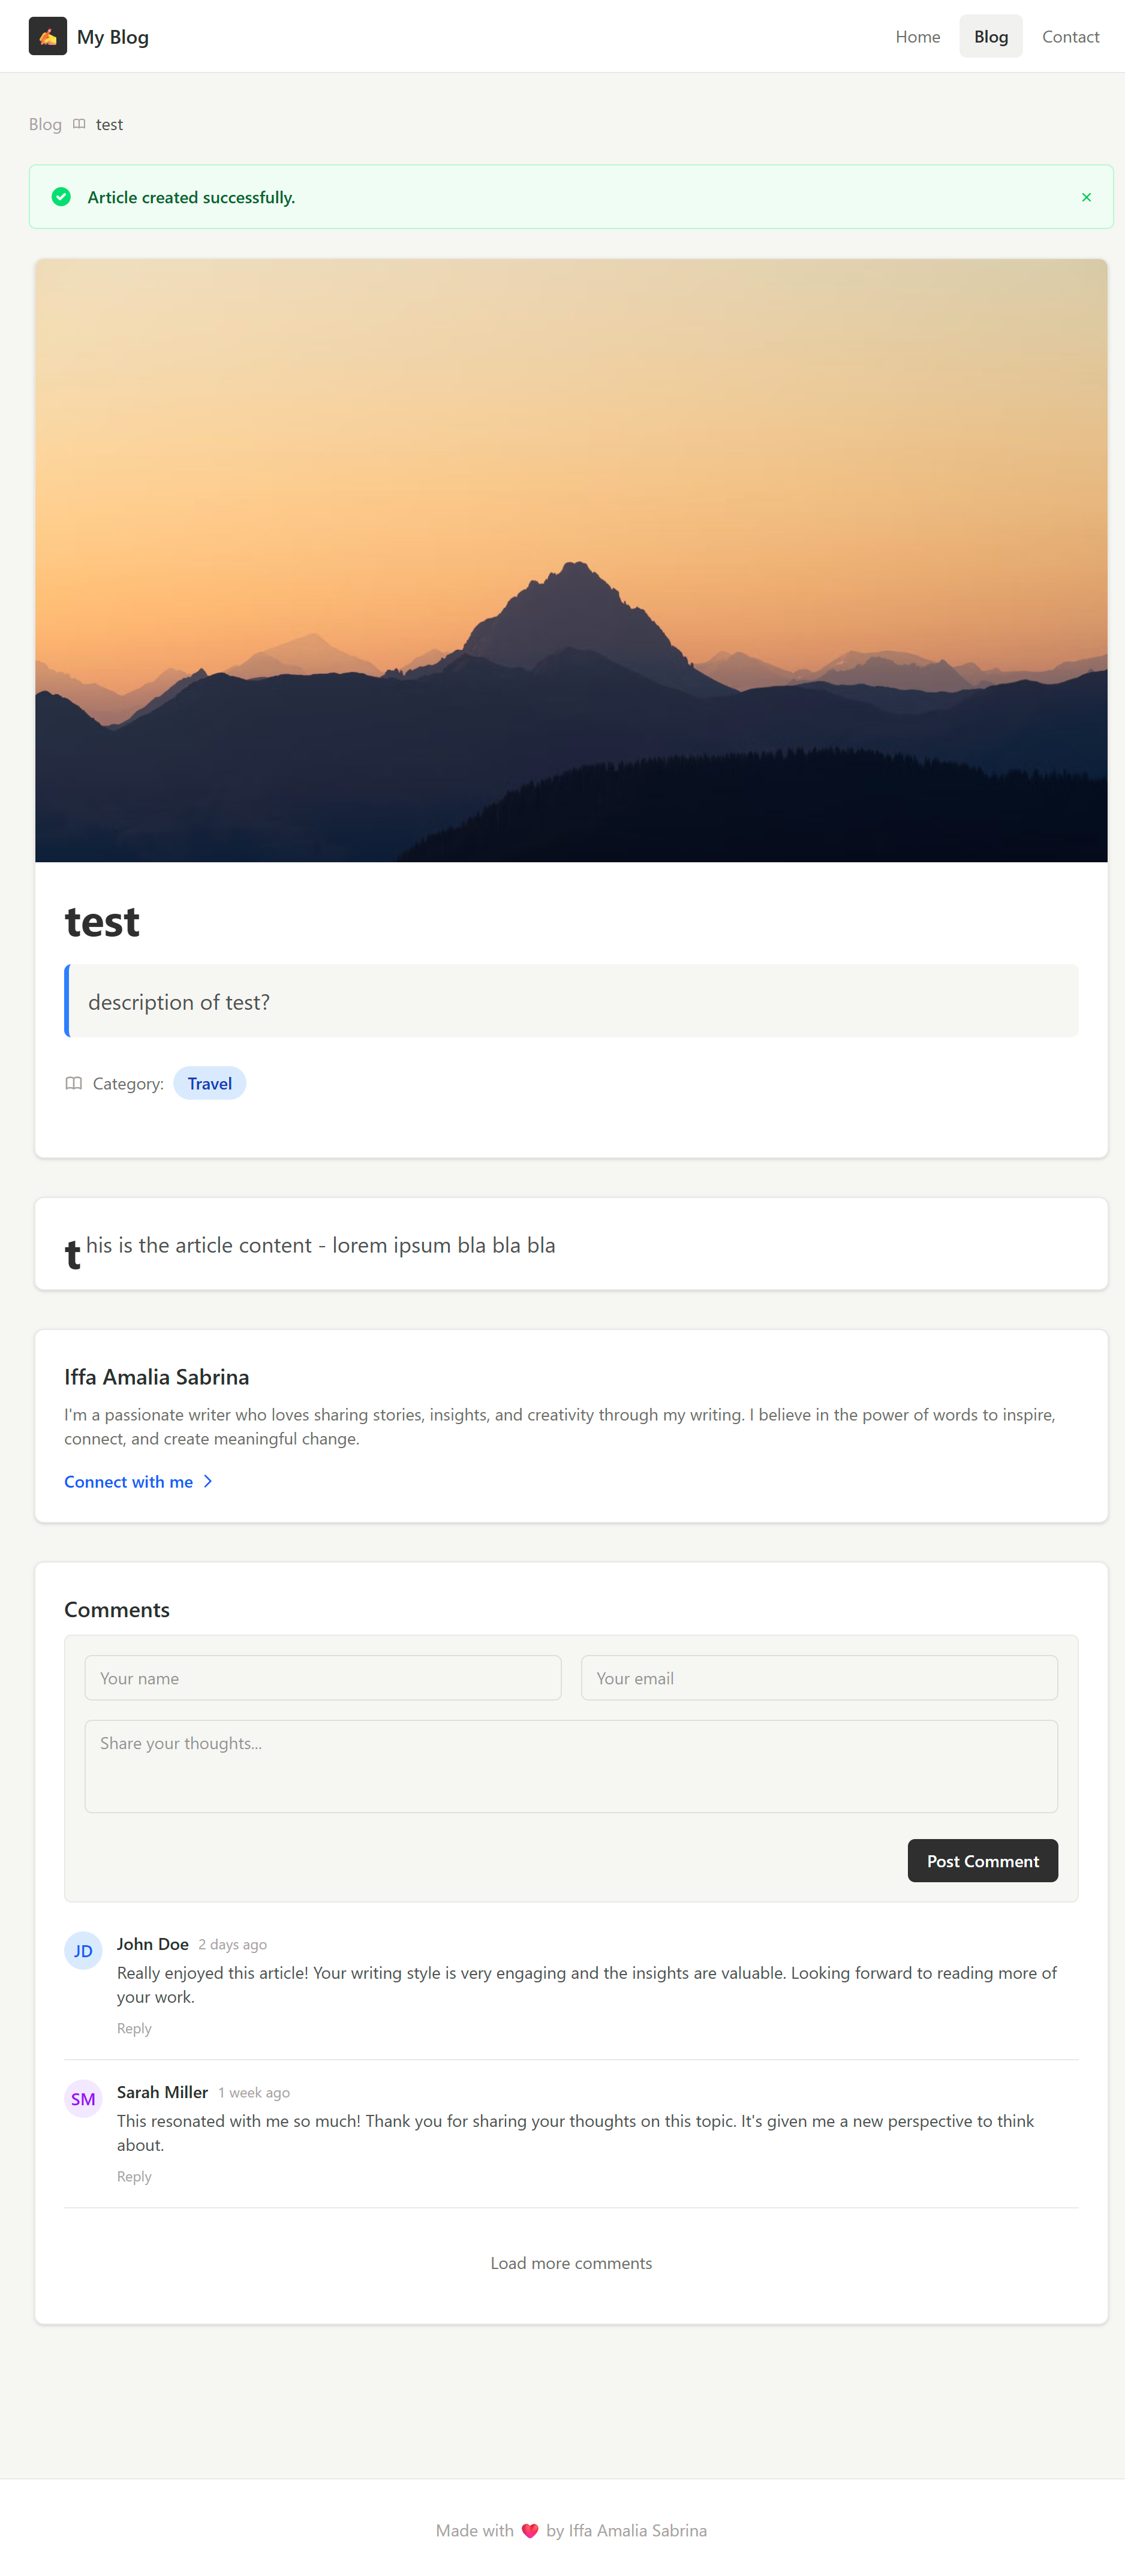 My Blog
Home Blog Contact
Blog test
Article created successfully.
test
description of test?
Category: Travel
this is the article content - lorem ipsum bla bla bla
Iffa Amalia Sabrina
I'm a passionate writer who loves sharing stories, insights, and creativity through my writing. I believe in the power of words to inspire,
connect, and create meaningful change.
Connect with me
Comments
Your name Your email
Share your thoughts...
Post Comment
JD John Doe 2 days ago
Really enjoyed this article! Your writing style is very engaging and the insights are valuable. Looking forward to reading more of
your work.
Reply
SM Sarah Miller 1 week ago
This resonated with me so much! Thank you for sharing your thoughts on this topic. It's given me a new perspective to think
about.
Reply
Load more comments
Made with ❤️ by Iffa Amalia Sabrina